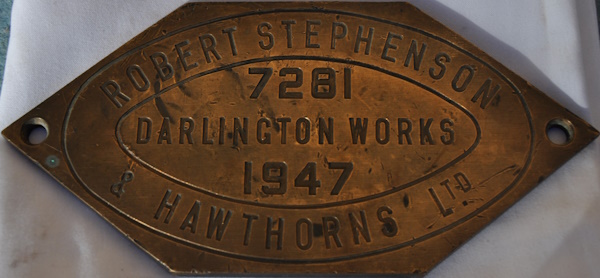 ROBERT STEPHENSON
7281
DARLINGTON WORKS
1947
& HAWTHORNS LTD